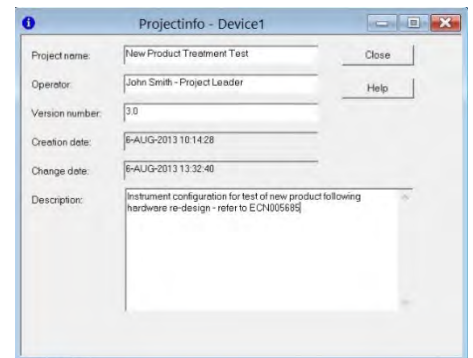 Projectinfo - Device1
Project name: New Product Treatment Test Close
Operator: John Smith - Project Leader Help
Version number: 3.0
Creation date: 6-AUG-2013 10:14:28
Change date: 6-AUG-2013 13:32:40
Description: Instrument configuration for test of new product following
hardware re-design - refer to ECN005685